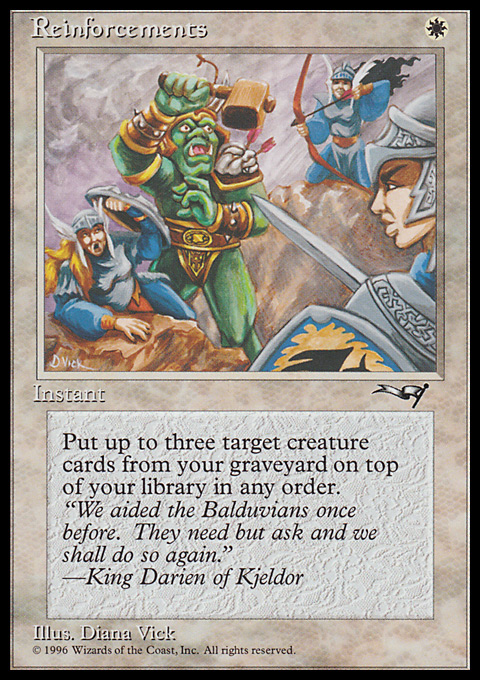 Reinforcements
D.Vick
Instant
Put up to three target creature
cards from your graveyard on top
of your library in any order.
“We aided the Balduvians once
before. They need but ask and we
shall do so again.”
—King Darien of Kjeldor
Illus. Diana Vick
© 1996 Wizards of the Coast, Inc. All rights reserved.